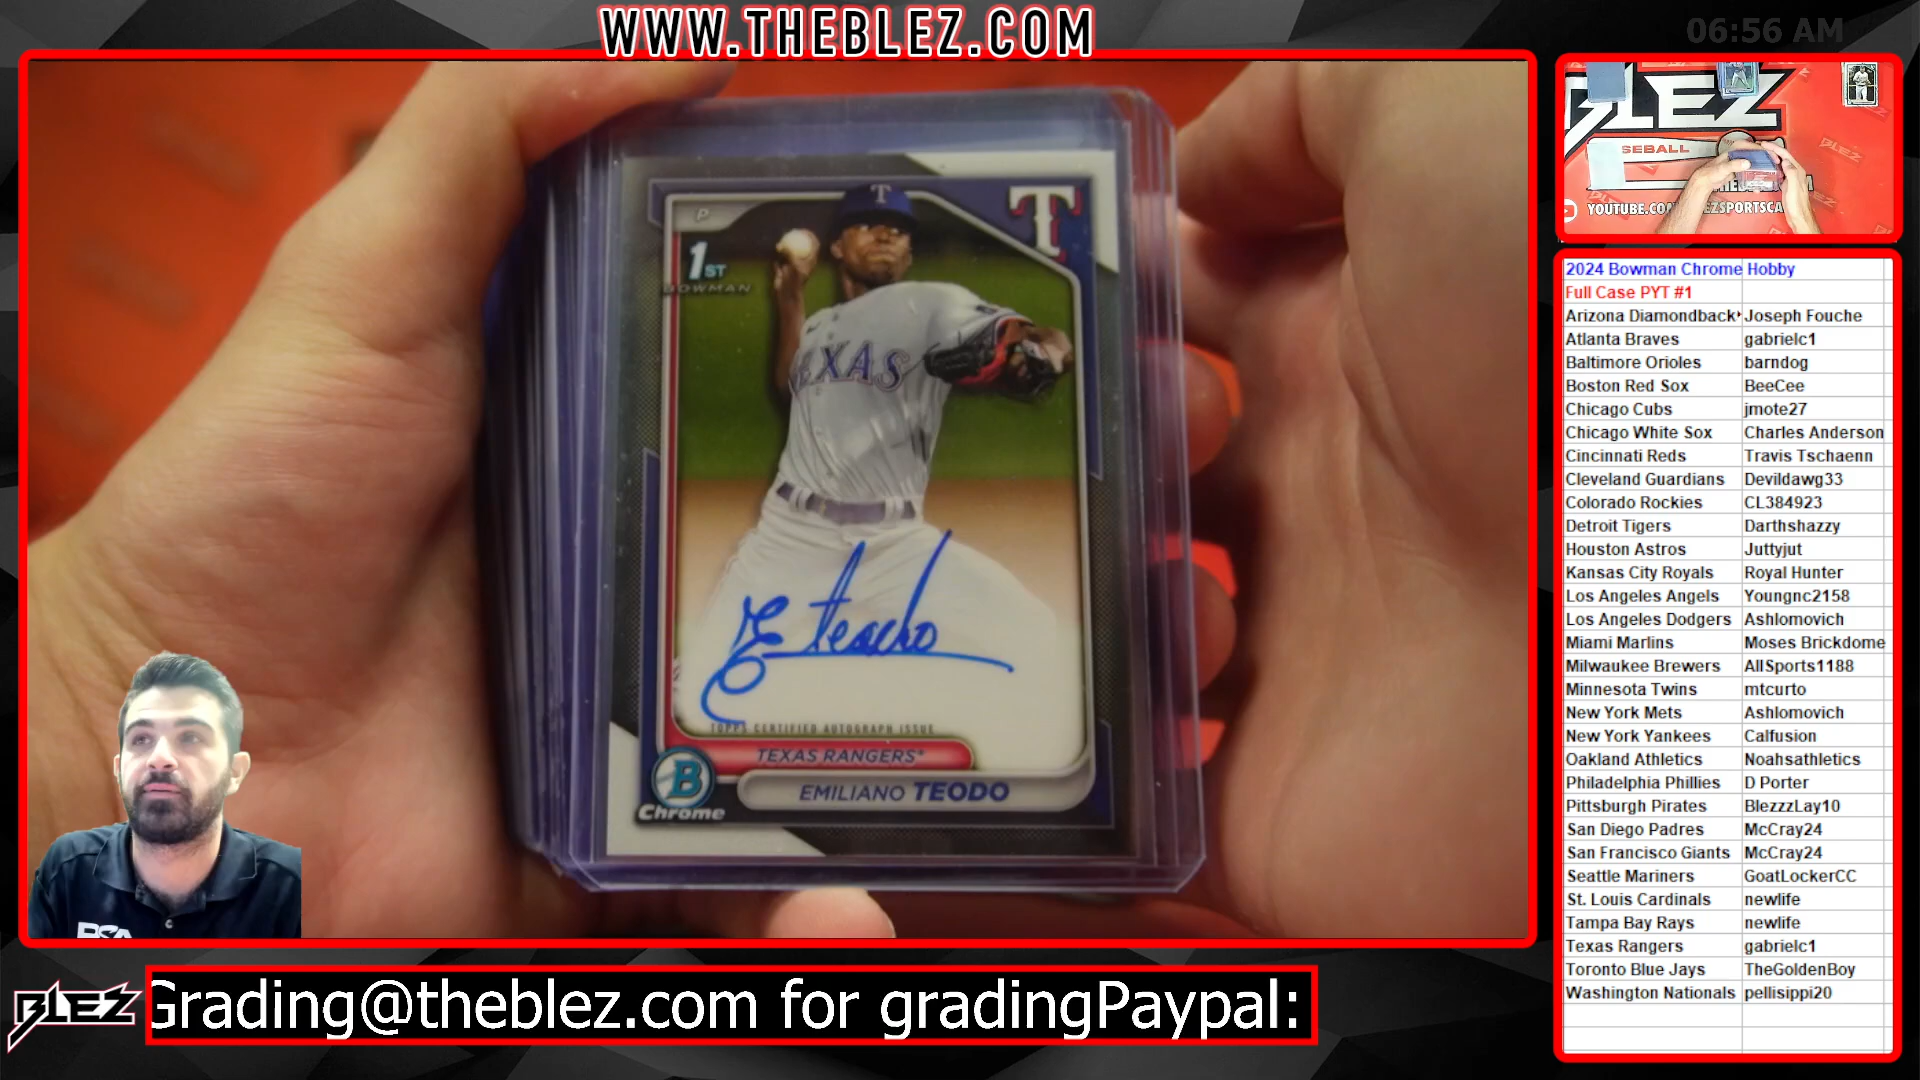 WWW.THEBLEZ.COM
06:56 AM
T
T
P
1ST
BOWMAN
TEXAS
E Teodo
TOPPS CERTIFIED AUTOGRAPH ISSUE
TEXAS RANGERS
B
Chrome
EMILIANO TEODO
BLEZ
SEBALL
BLEZ
YOUTUBE.COM
2024 Bowman Chrome Hobby
Full Case PYT #1
Arizona Diamondback Joseph Fouche
Atlanta Braves gabrielc1
Baltimore Orioles barndog
Boston Red Sox BeeCee
Chicago Cubs jmote27
Chicago White Sox Charles Anderson
Cincinnati Reds Travis Tschaenn
Cleveland Guardians Devildawg33
Colorado Rockies CL384923
Detroit Tigers Darthshazzy
Houston Astros Juttyjut
Kansas City Royals Royal Hunter
Los Angeles Angels Youngnc2158
Los Angeles Dodgers Ashlomovich
Miami Marlins Moses Brickdome
Milwaukee Brewers AllSports1188
Minnesota Twins mtcurto
New York Mets Ashlomovich
New York Yankees Calfusion
Oakland Athletics Noahsathletics
Philadelphia Phillies D Porter
Pittsburgh Pirates BlezzzLay10
San Diego Padres McCray24
San Francisco Giants McCray24
Seattle Mariners GoatLockerCC
St. Louis Cardinals newlife
Tampa Bay Rays newlife
Texas Rangers gabrielc1
Toronto Blue Jays TheGoldenBoy
Washington Nationals pellisippi20
BLEZ
Grading@theblez.com for gradingPaypal: